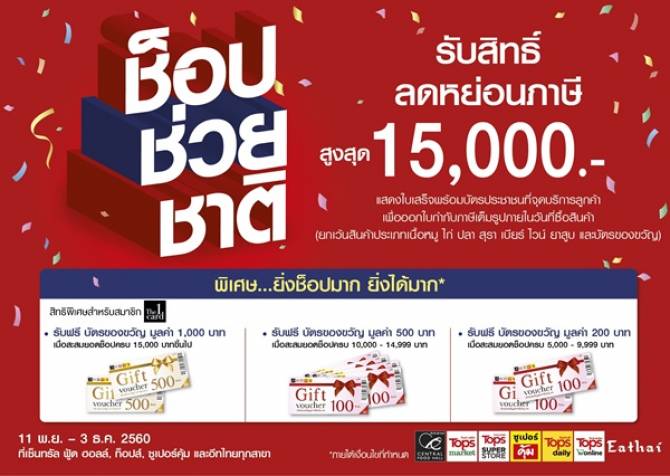 ช็อป
ช่วย
ชาติ
รับสิทธิ์
ลดหย่อนภาษี
สูงสุด 15,000.-
แสดงใบเสร็จพร้อมบัตรประชาชนที่จุดบริการลูกค้า
เพื่อออกใบกำกับภาษีเต็มรูปภายในวันที่ซื้อสินค้า
(ยกเว้นสินค้าประเภทเนื้อหมู ไก่ ปลา สุรา เบียร์ ไวน์ ยาสูบ และบัตรของขวัญ)
พิเศษ...ยิ่งช็อปมาก ยิ่งได้มาก*
สิทธิพิเศษสำหรับสมาชิก The 1 card
• รับฟรี บัตรของขวัญ มูลค่า 1,000 บาท
เมื่อสะสมยอดช็อปครบ 15,000 บาทขึ้นไป
Gift voucher 500
Gift voucher 500
• รับฟรี บัตรของขวัญ มูลค่า 500 บาท
เมื่อสะสมยอดช็อปครบ 10,000 - 14,999 บาท
Gift voucher 100
• รับฟรี บัตรของขวัญ มูลค่า 200 บาท
เมื่อสะสมยอดช็อปครบ 5,000 - 9,999 บาท
Gift voucher 100
Gift voucher 100
11 พ.ย. - 3 ธ.ค. 2560
ที่เซ็นทรัล ฟู้ด ฮอลล์, ท็อปส์, ซูเปอร์คุ้ม และอีทไทยทุกสาขา
*ภายใต้เงื่อนไขที่กำหนด
CENTRAL FOOD HALL
Tops market
Tops SUPER STORE
ซูเปอร์ คุ้ม
Tops daily
Tops online
Eathai